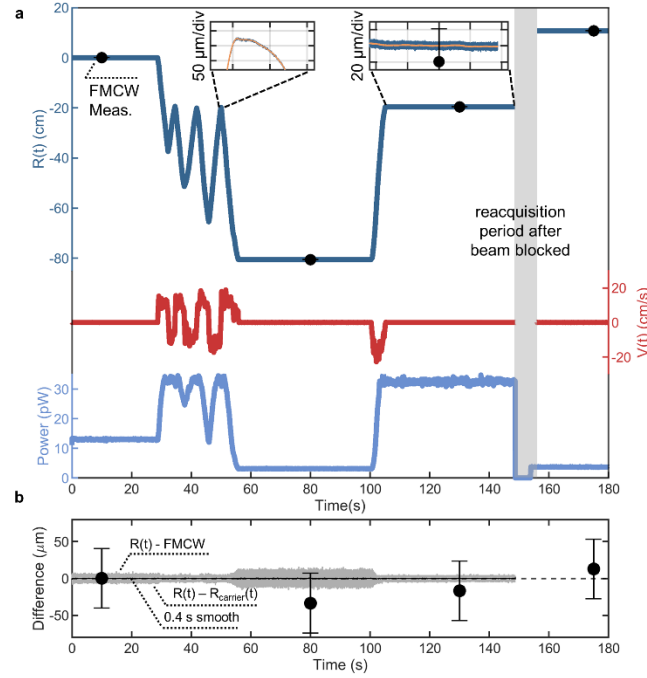 a
20
0
-20
-40
-60
-80
R(t) (cm)
FMCW
Meas.
50 µm/div
20 µm/div
reacquisition
period after
beam blocked
20
0
-20
V(t) (cm/s)
30
20
10
0
Power (pW)
0 20 40 60 80 100 120 140 160 180
Time(s)
b
50
0
-50
Difference (µm)
R(t) - FMCW
R(t) – Rcarrier(t)
0.4 s smooth
0 20 40 60 80 100 120 140 160 180
Time (s)